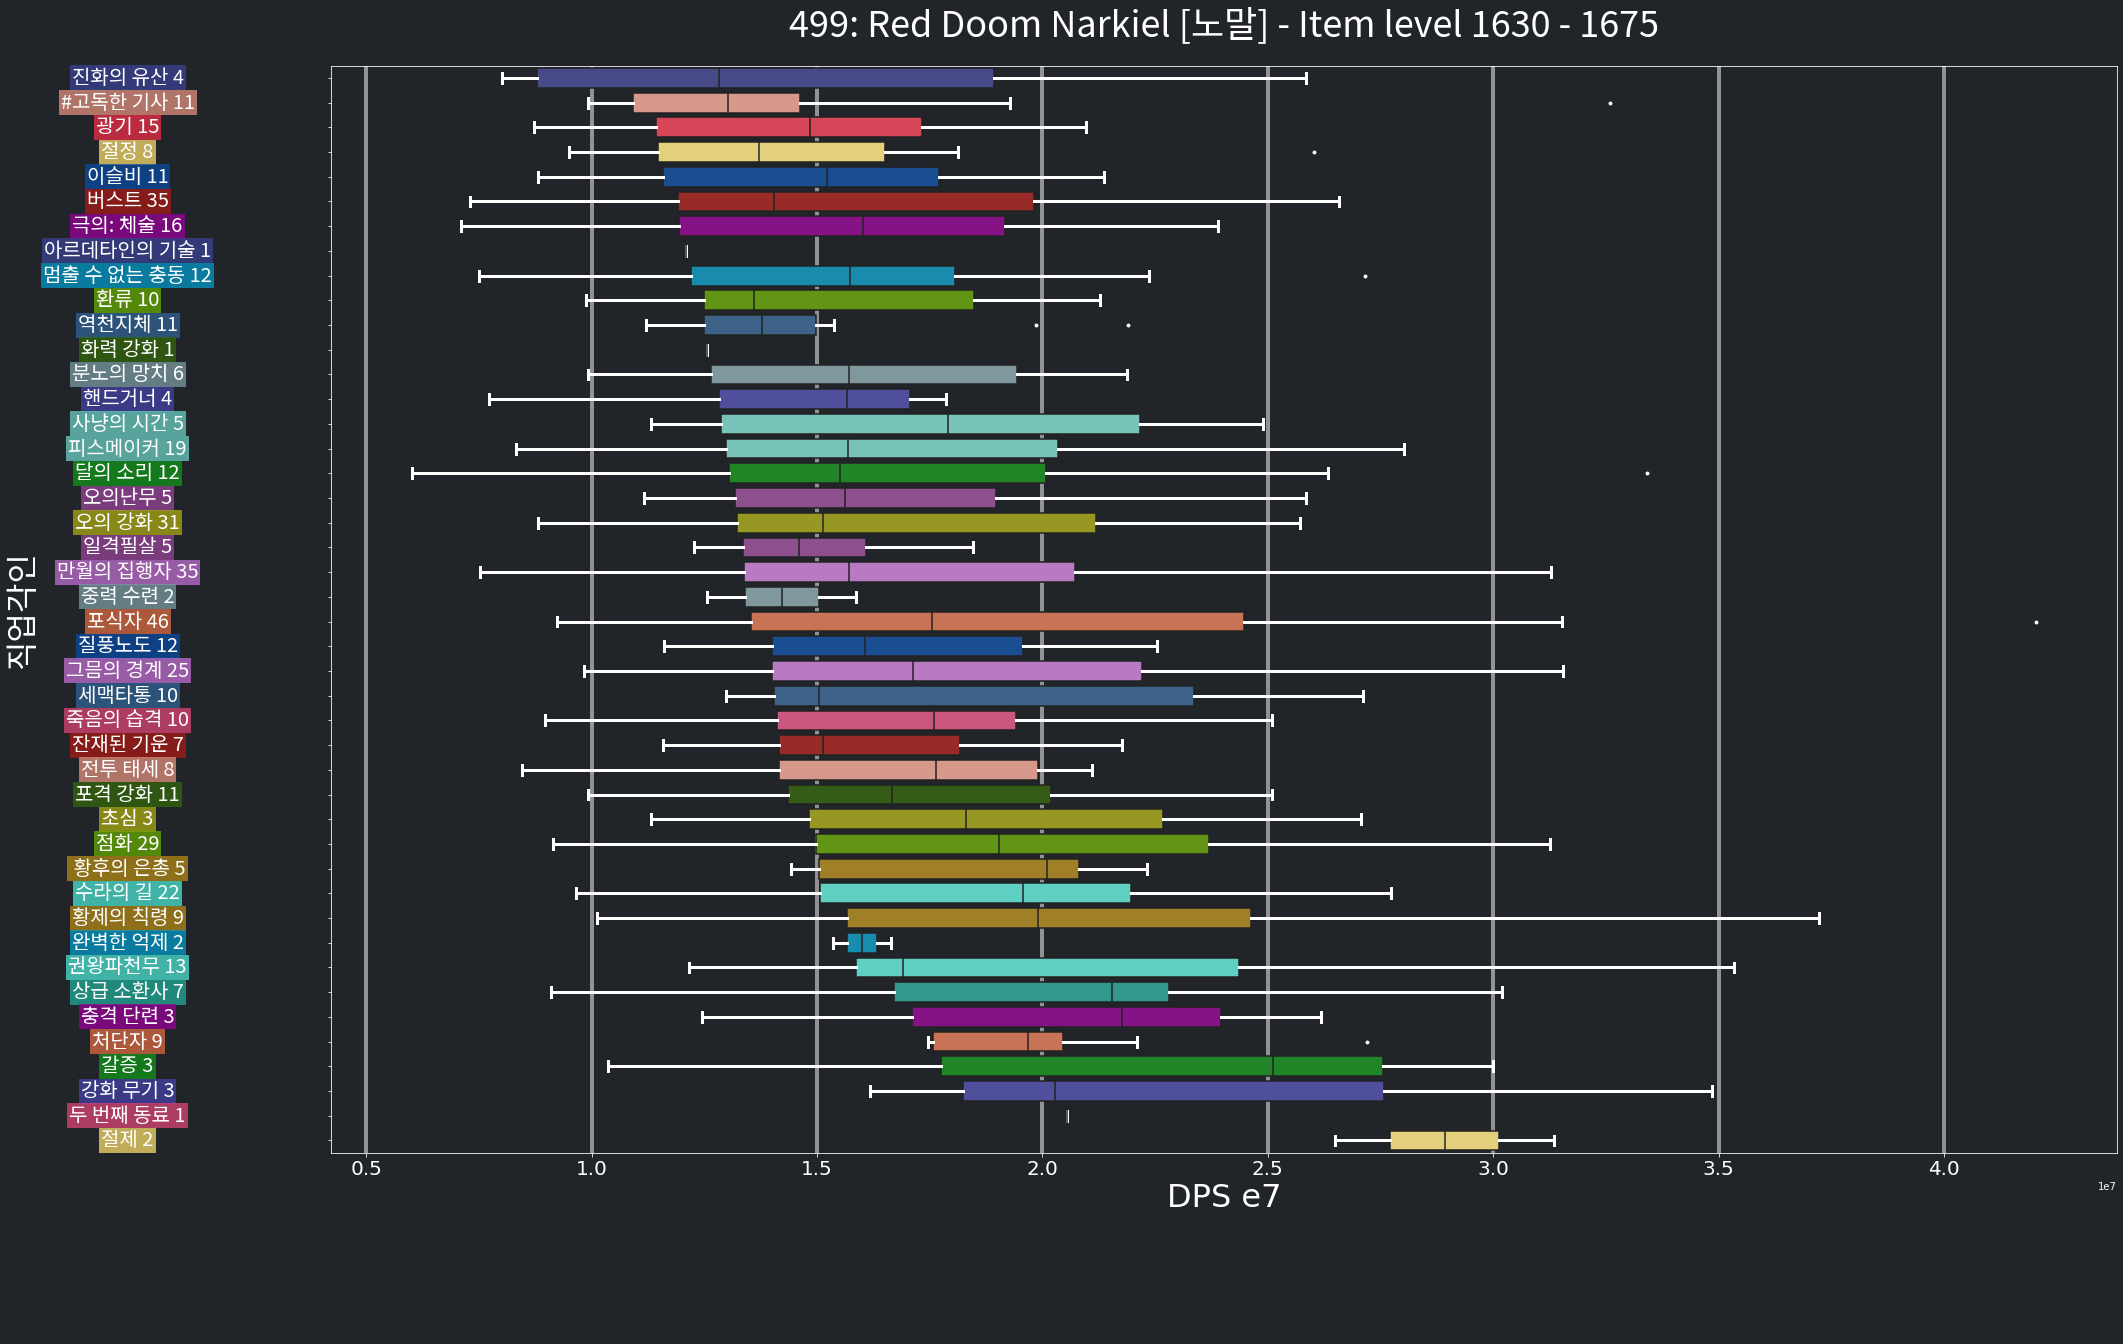 499: Red Doom Narkiel [노말] - Item level 1630 - 1675
진화의 유산 4
#고독한 기사 11
광기 15
절정 8
이슬비 11
버스트 35
극의: 체술 16
아르데타인의 기술 1
멈출 수 없는 충동 12
환류 10
역천지체 11
화력 강화 1
분노의 망치 6
핸드거너 4
사냥의 시간 5
피스메이커 19
달의 소리 12
오의난무 5
오의 강화 31
일격필살 5
만월의 집행자 35
중력 수련 2
포식자 46
질풍노도 12
그믐의 경계 25
세맥타통 10
죽음의 습격 10
잔재된 기운 7
전투 태세 8
포격 강화 11
초심 3
점화 29
황후의 은총 5
수라의 길 22
황제의 칙령 9
완벽한 억제 2
권왕파천무 13
상급 소환사 7
충격 단련 3
처단자 9
갈증 3
강화 무기 3
두 번째 동료 1
절제 2
직업각인
0.5 1.0 1.5 2.0 2.5 3.0 3.5 4.0
1e7
DPS e7